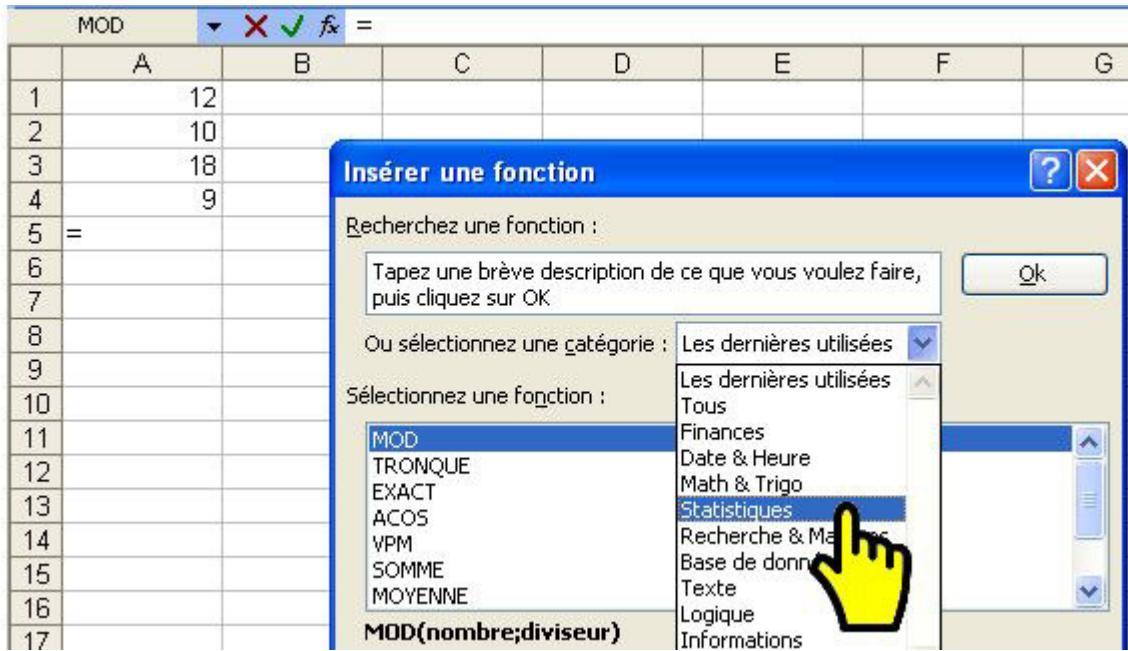 MOD fx =
A B C D E F G
1 12
2 10
3 18
4 9
5 =
6
7
8
9
10
11
12
13
14
15
16
17
Insérer une fonction
Recherchez une fonction :
Tapez une brève description de ce que vous voulez faire,
puis cliquez sur OK
Ok
Ou sélectionnez une catégorie : Les dernières utilisées
Les dernières utilisées
Tous
Finances
Date & Heure
Math & Trigo
Statistiques
Recherche &
Base de
Texte
Logique
Informations
Sélectionnez une fonction :
MOD
TRONQUE
EXACT
ACOS
VPM
SOMME
MOYENNE
MOD(nombre;diviseur)